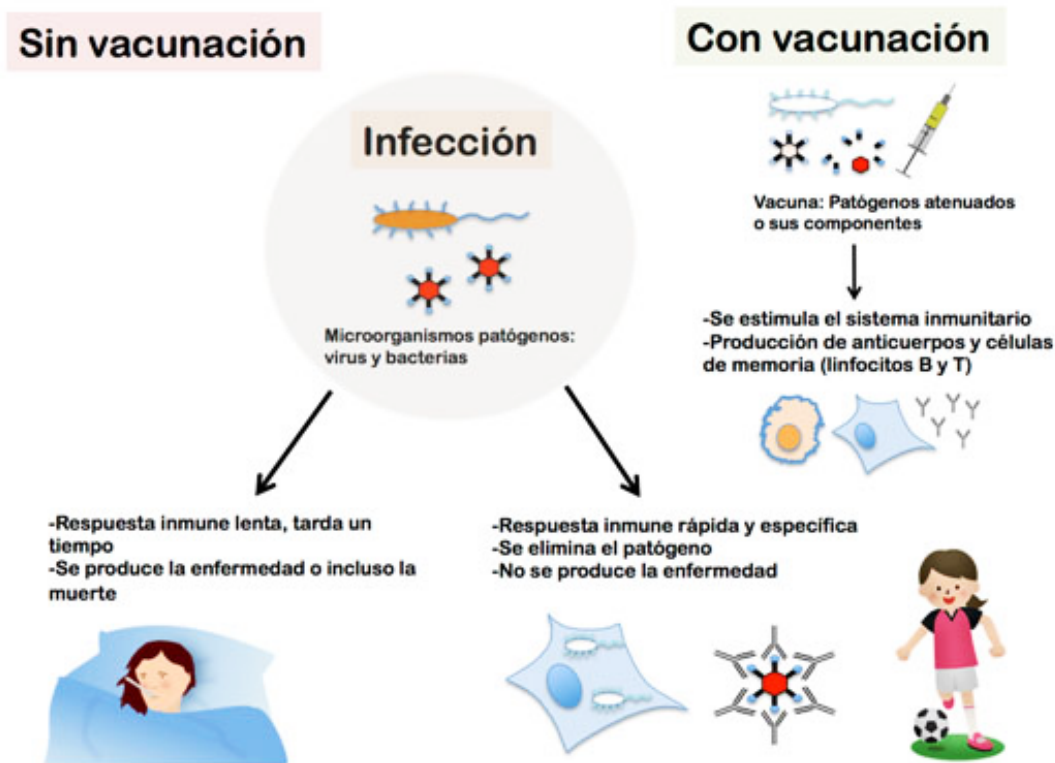 Sin vacunación
Con vacunación
Infección
Microorganismos patógenos:
virus y bacterias
Vacuna: Patógenos atenuados
o sus componentes
-Se estimula el sistema inmunitario
-Producción de anticuerpos y células
de memoria (linfocitos B y T)
-Respuesta inmune lenta, tarda un
tiempo
-Se produce la enfermedad o incluso la
muerte
-Respuesta inmune rápida y específica
-Se elimina el patógeno
-No se produce la enfermedad